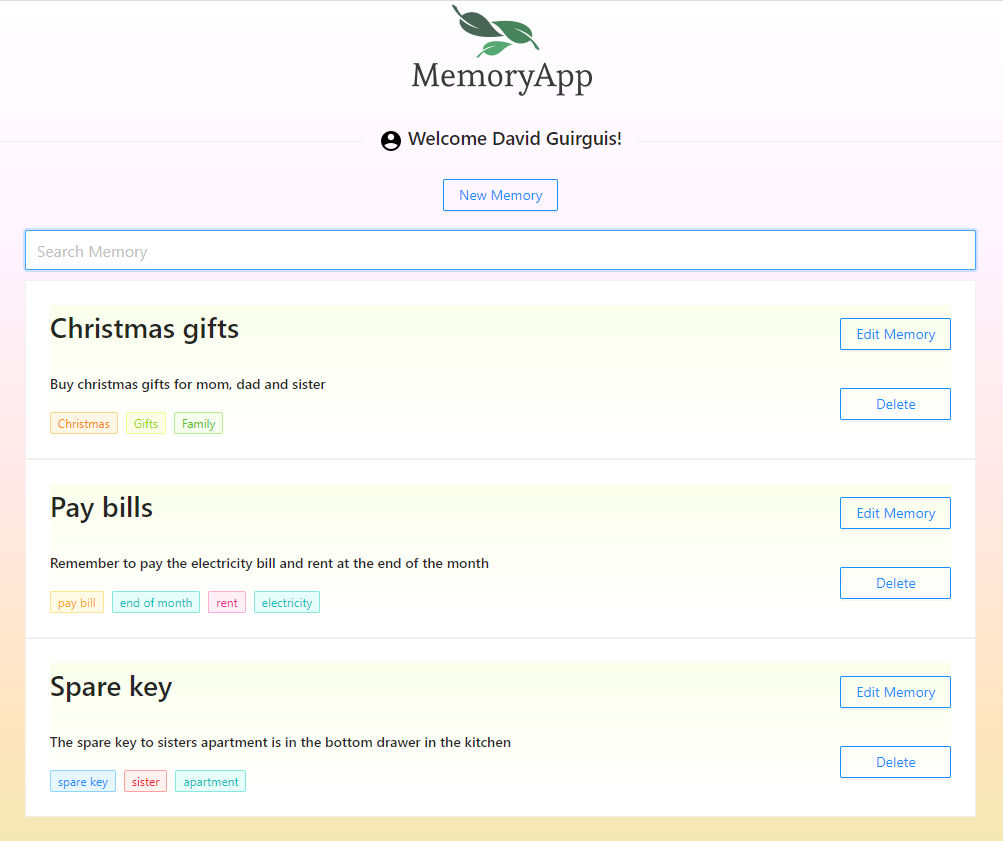 MemoryApp
Welcome David Guirguis!
New Memory
Search Memory
Christmas gifts
Edit Memory
Buy christmas gifts for mom, dad and sister
Delete
Christmas Gifts Family
Pay bills
Edit Memory
Remember to pay the electricity bill and rent at the end of the month
Delete
pay bill end of month rent electricity
Spare key
Edit Memory
The spare key to sisters apartment is in the bottom drawer in the kitchen
Delete
spare key sister apartment